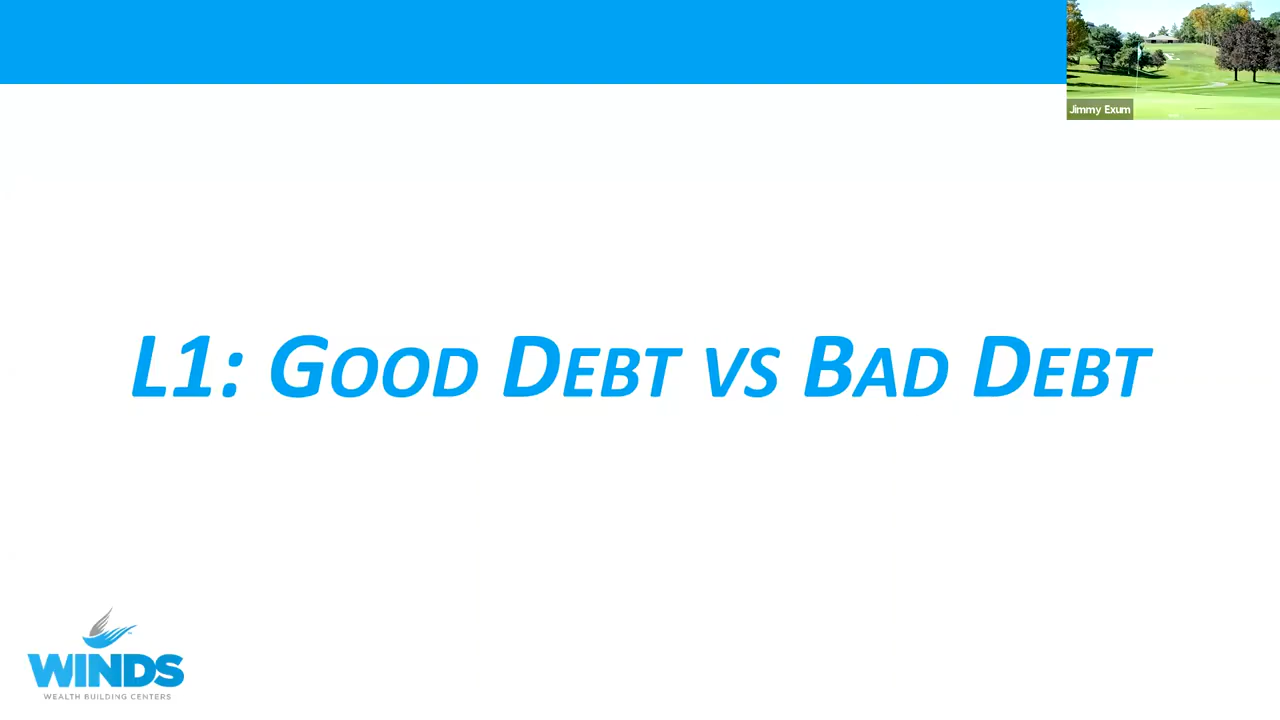 Jimmy Exum
L1: GOOD DEBT VS BAD DEBT
WINDS
WEALTH BUILDING CENTERS